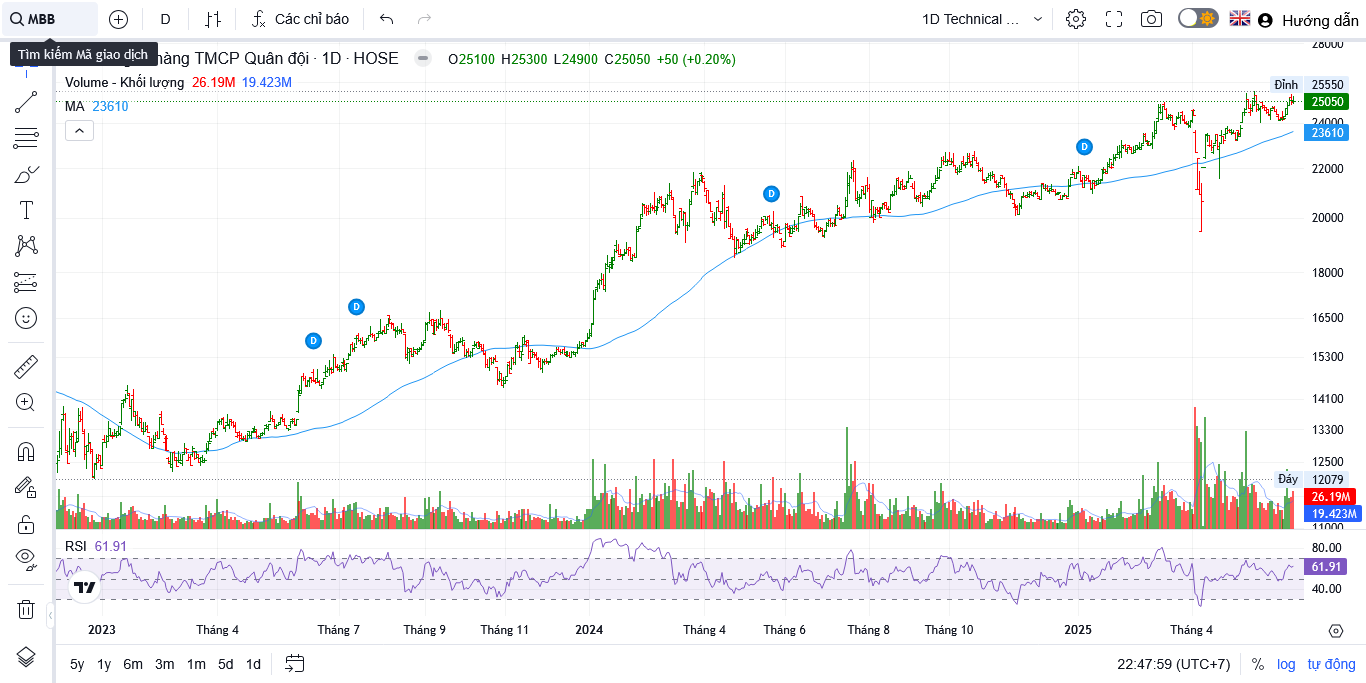 MBB
D
Các chỉ báo
1D Technical ...
Hướng dẫn
Tìm kiếm Mã giao dịch
hàng TMCP Quân đội · 1D · HOSE
O25100 H25300 L24900 C25050 +50 (+0.20%)
Volume - Khối lượng 26.19M 19.423M
MA 23610
28000
Đỉnh 25550
25050
24000
23610
22000
20000
18000
16500
15300
14100
13300
12500
Đáy 12079
26.19M
19.423M
11000
D
D
D
D
RSI 61.91
80.00
61.91
40.00
2023 Tháng 4 Tháng 7 Tháng 9 Tháng 11 2024 Tháng 4 Tháng 6 Tháng 8 Tháng 10 2025 Tháng 4
5y 1y 6m 3m 1m 5d 1d
22:47:59 (UTC+7) % log tự động